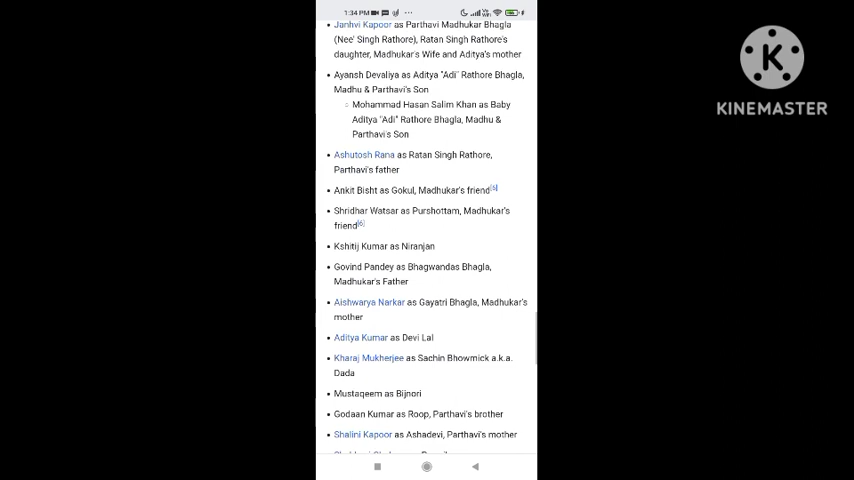 1:34 PM
Janhvi Kapoor as Parthavi Madhukar Bhagla
(Nee' Singh Rathore), Ratan Singh Rathore's
daughter, Madhukar's Wife and Aditya's mother
Ayansh Devaliya as Aditya "Adi" Rathore Bhagla,
Madhu & Parthavi's Son
Mohammad Hasan Salim Khan as Baby
Aditya "Adi" Rathore Bhagla, Madhu &
Parthavi's Son
Ashutosh Rana as Ratan Singh Rathore,
Parthavi's father
Ankit Bisht as Gokul, Madhukar's friend[5]
Shridhar Watsar as Purshottam, Madhukar's
friend[6]
Kshitij Kumar as Niranjan
Govind Pandey as Bhagwandas Bhagla,
Madhukar's Father
Aishwarya Narkar as Gayatri Bhagla, Madhukar's
mother
Aditya Kumar as Devi Lal
Kharaj Mukherjee as Sachin Bhowmick a.k.a.
Dada
Mustaqeem as Bijnori
Godaan Kumar as Roop, Parthavi's brother
Shalini Kapoor as Ashadevi, Parthavi's mother
K
KINEMASTER